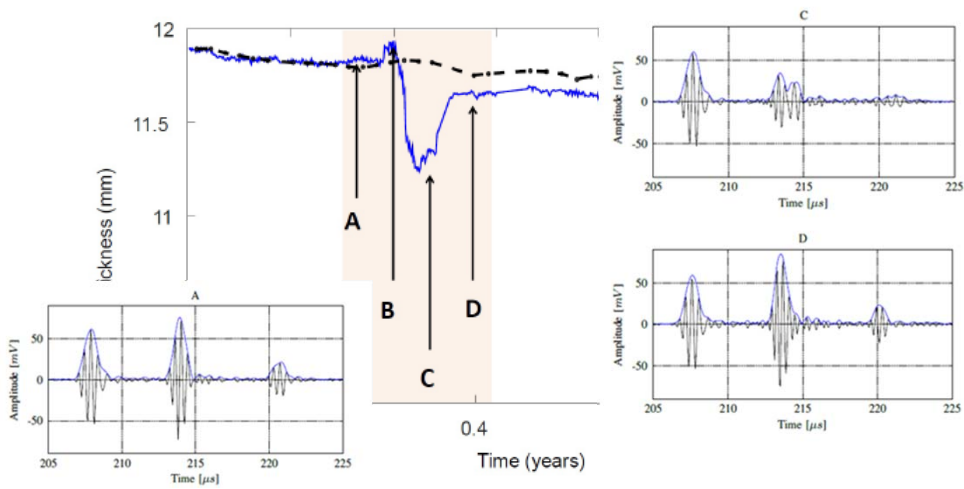 12
11.5
11
ickness (mm)
A
B
C
D
0.4
Time (years)
A
50
0
-50
Amplitude [mV]
205 210 215 220 225
Time [μs]
C
50
0
-50
Amplitude [mV]
205 210 215 220 225
Time [μs]
D
50
0
-50
Amplitude [mV]
205 210 215 220 225
Time [μs]